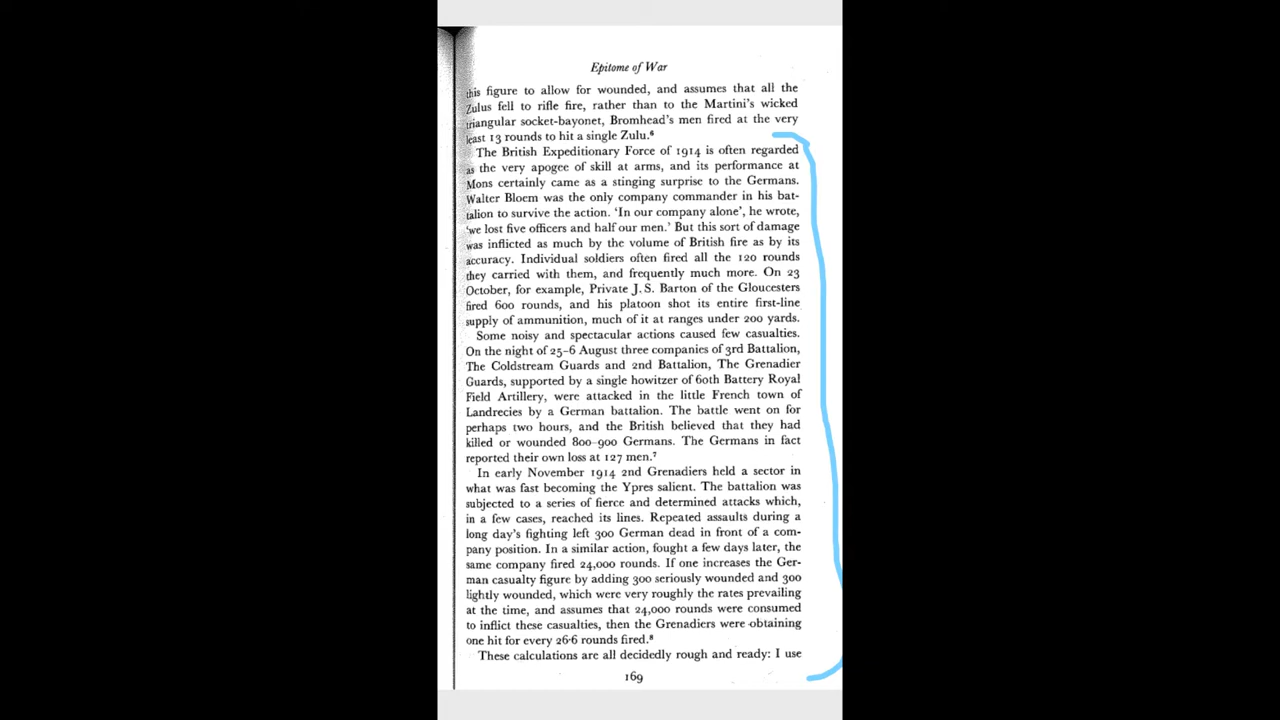 Epitome of War
this figure to allow for wounded, and assumes that all the
Zulus fell to rifle fire, rather than to the Martini's wicked
triangular socket-bayonet, Bromhead's men fired at the very
least 13 rounds to hit a single Zulu.⁶
The British Expeditionary Force of 1914 is often regarded
as the very apogee of skill at arms, and its performance at
Mons certainly came as a stinging surprise to the Germans.
Walter Bloem was the only company commander in his bat-
talion to survive the action. 'In our company alone', he wrote,
'we lost five officers and half our men.' But this sort of damage
was inflicted as much by the volume of British fire as by its
accuracy. Individual soldiers often fired all the 120 rounds
they carried with them, and frequently much more. On 23
October, for example, Private J. S. Barton of the Gloucesters
fired 600 rounds, and his platoon shot its entire first-line
supply of ammunition, much of it at ranges under 200 yards.
Some noisy and spectacular actions caused few casualties.
On the night of 25-6 August three companies of 3rd Battalion,
The Coldstream Guards and 2nd Battalion, The Grenadier
Guards, supported by a single howitzer of 60th Battery Royal
Field Artillery, were attacked in the little French town of
Landrecies by a German battalion. The battle went on for
perhaps two hours, and the British believed that they had
killed or wounded 800-900 Germans. The Germans in fact
reported their own loss at 127 men.⁷
In early November 1914 2nd Grenadiers held a sector in
what was fast becoming the Ypres salient. The battalion was
subjected to a series of fierce and determined attacks which,
in a few cases, reached its lines. Repeated assaults during a
long day's fighting left 300 German dead in front of a com-
pany position. In a similar action, fought a few days later, the
same company fired 24,000 rounds. If one increases the Ger-
man casualty figure by adding 300 seriously wounded and 300
lightly wounded, which were very roughly the rates prevailing
at the time, and assumes that 24,000 rounds were consumed
to inflict these casualties, then the Grenadiers were obtaining
one hit for every 26·6 rounds fired.⁸
These calculations are all decidedly rough and ready: I use
169